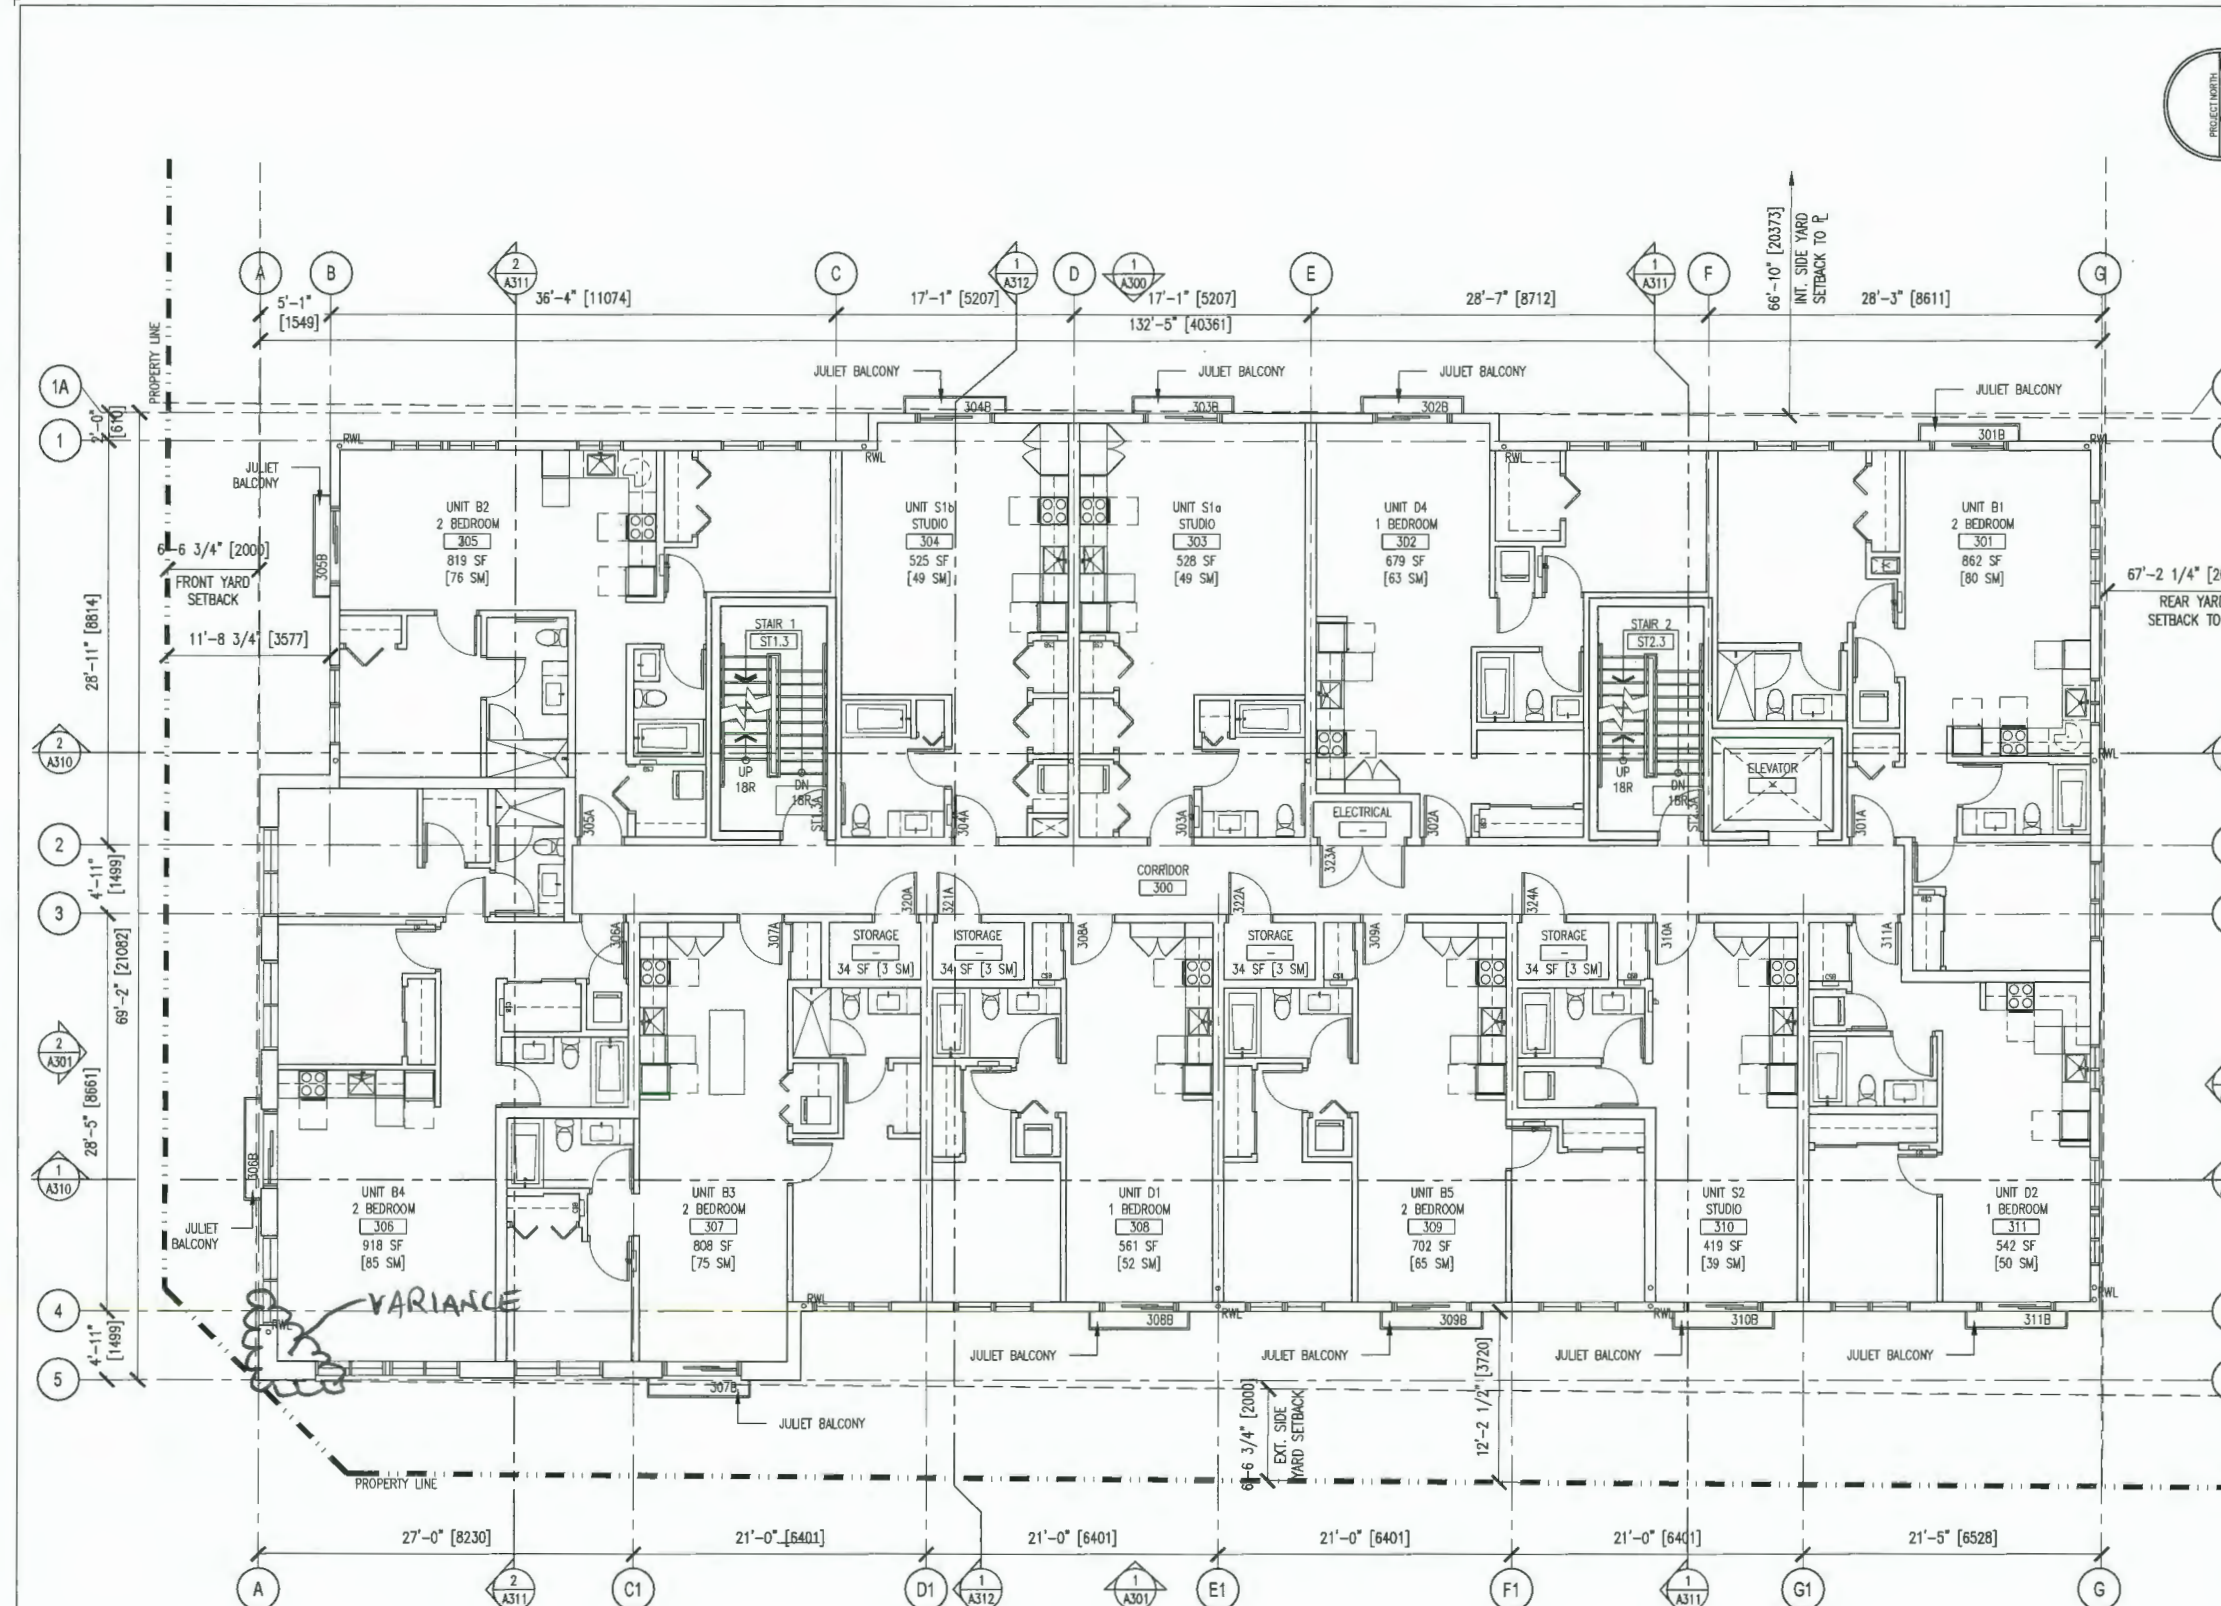 PROJECT NORTH
66'-10" [20373]
INT. SIDE YARD
SETBACK TO PL
A
B
2
A311
C
1
A312
D
1
A300
E
1
A311
F
G
5'-1"
[1549]
36'-4" [11074]
17'-1" [5207]
17'-1" [5207]
28'-7" [8712]
28'-3" [8611]
132'-5" [40361]
PROPERTY LINE
JULIET BALCONY
JULIET BALCONY
JULIET BALCONY
JULIET BALCONY
1A
2'-0"
[610]
1
304B
303B
302B
301B
RWL
RWL
RWL
RWL
JULIET
BALCONY
305B
UNIT B2
2 BEDROOM
305
819 SF
[76 SM]
UNIT S1b
STUDIO
304
525 SF
[49 SM]
UNIT S1a
STUDIO
303
528 SF
[49 SM]
UNIT D4
1 BEDROOM
302
679 SF
[63 SM]
UNIT B1
2 BEDROOM
301
862 SF
[80 SM]
6'-6 3/4" [2000]
FRONT YARD
SETBACK
11'-8 3/4" [3577]
67'-2 1/4" [2
REAR YAR
SETBACK TO
28'-11" [8814]
STAIR 1
ST1.3
UP
18R
DN
18R
ST1.3A
STAIR 2
ST2.3
UP
18R
DN
18R
ST2.3A
2
A310
ELEVATOR
RWL
ELECTRICAL
305A
304A
303A
302A
301A
323A
2
4'-11"
[1499]
3
CORRIDOR
300
320A
321A
322A
324A
306A
307A
308A
309A
310A
311A
STORAGE
34 SF [3 SM]
STORAGE
34 SF [3 SM]
STORAGE
34 SF [3 SM]
STORAGE
34 SF [3 SM]
69'-2" [21082]
2
A301
28'-5" [8661]
1
A310
306B
JULIET
BALCONY
UNIT B4
2 BEDROOM
306
918 SF
[85 SM]
UNIT B3
2 BEDROOM
307
808 SF
[75 SM]
UNIT D1
1 BEDROOM
308
561 SF
[52 SM]
UNIT B5
2 BEDROOM
309
702 SF
[65 SM]
UNIT S2
STUDIO
310
419 SF
[39 SM]
UNIT D2
1 BEDROOM
311
542 SF
[50 SM]
VARIANCE
4
4'-11"
[1499]
5
RWL
RWL
RWL
RWL
RWL
307B
308B
309B
310B
311B
JULIET BALCONY
JULIET BALCONY
JULIET BALCONY
JULIET BALCONY
JULIET BALCONY
6'-6 3/4" [2000]
EXT. SIDE
YARD SETBACK
12'-2 1/2" [3720]
PROPERTY LINE
27'-0" [8230]
21'-0" [6401]
21'-0" [6401]
21'-0" [6401]
21'-0" [6401]
21'-5" [6528]
A
2
A311
C1
D1
1
A312
1
A301
E1
F1
1
A311
G1
G